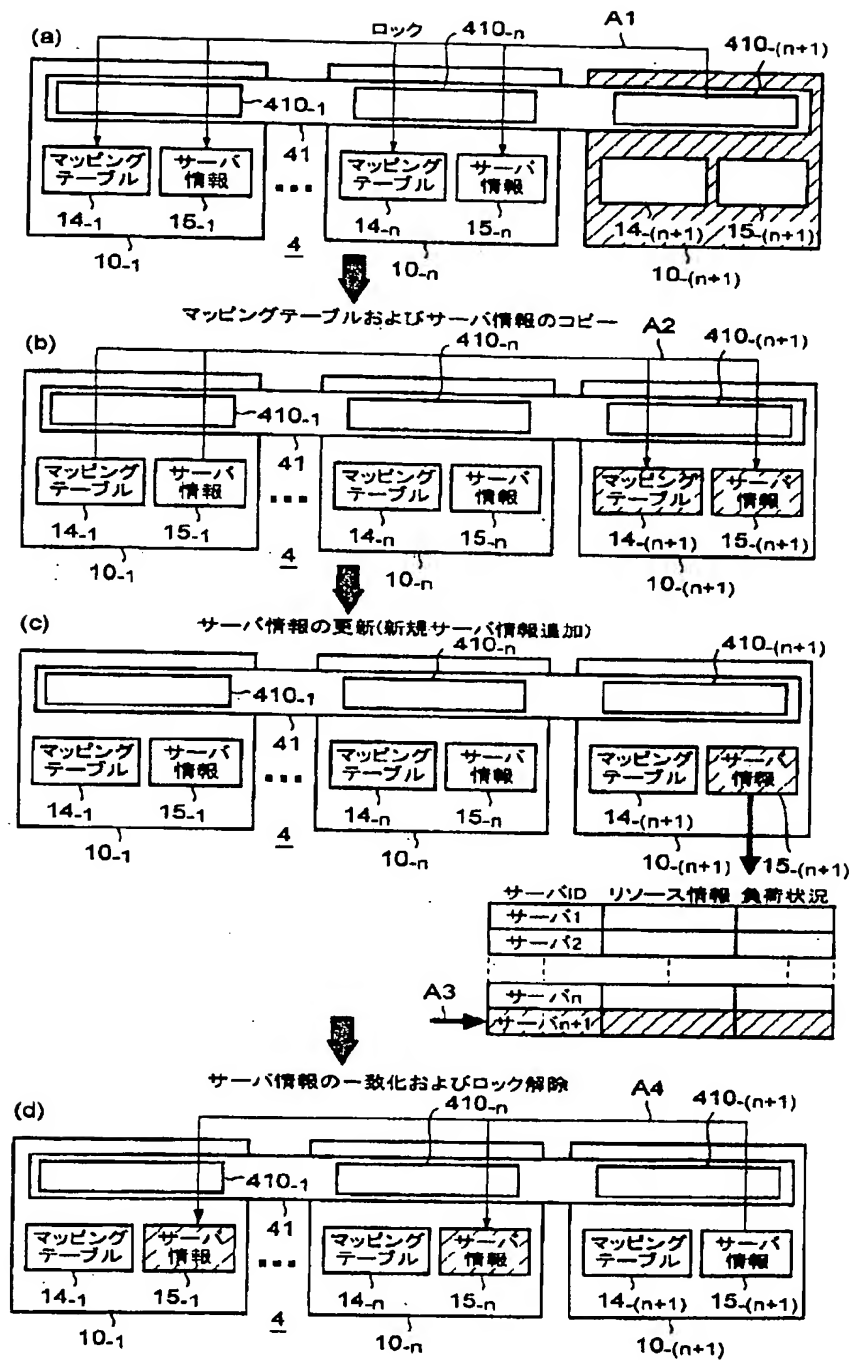 (a)
ロック
410-n
A1
410-(n+1)
410-1
41
マッピング
テーブル
サーバ
情報
マッピング
テーブル
サーバ
情報
14-1
15-1
14-n
15-n
14-(n+1)
15-(n+1)
10-1
4
10-n
10-(n+1)
マッピングテーブルおよびサーバ情報のコピー
(b)
410-n
A2
410-(n+1)
410-1
41
マッピング
テーブル
サーバ
情報
マッピング
テーブル
サーバ
情報
マッピング
テーブル
サーバ
情報
14-1
15-1
14-n
15-n
14-(n+1)
15-(n+1)
10-1
4
10-n
10-(n+1)
(c)
サーバ情報の更新(新規サーバ情報追加)
410-n
410-(n+1)
410-1
41
マッピング
テーブル
サーバ
情報
マッピング
テーブル
サーバ
情報
マッピング
テーブル
サーバ
情報
14-1
15-1
14-n
15-n
14-(n+1)
10-1
4
10-n
10-(n+1)
15-(n+1)
サーバID リソース情報 負荷状況
サーバ1
サーバ2
サーバn
A3
サーバn+1
サーバ情報の一致化およびロック解除
(d)
410-n
A4
410-(n+1)
410-1
41
マッピング
テーブル
サーバ
情報
マッピング
テーブル
サーバ
情報
マッピング
テーブル
サーバ
情報
14-1
15-1
14-n
15-n
14-(n+1)
15-(n+1)
10-1
4
10-n
10-(n+1)